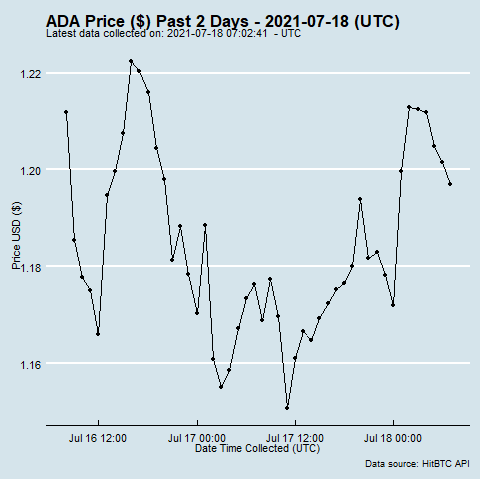 ADA Price ($) Past 2 Days - 2021-07-18 (UTC)
Latest data collected on: 2021-07-18 07:02:41 - UTC
1.22
1.20
1.18
1.16
Price USD ($)
Jul 16 12:00 Jul 17 00:00 Jul 17 12:00 Jul 18 00:00
Date Time Collected (UTC)
Data source: HitBTC API